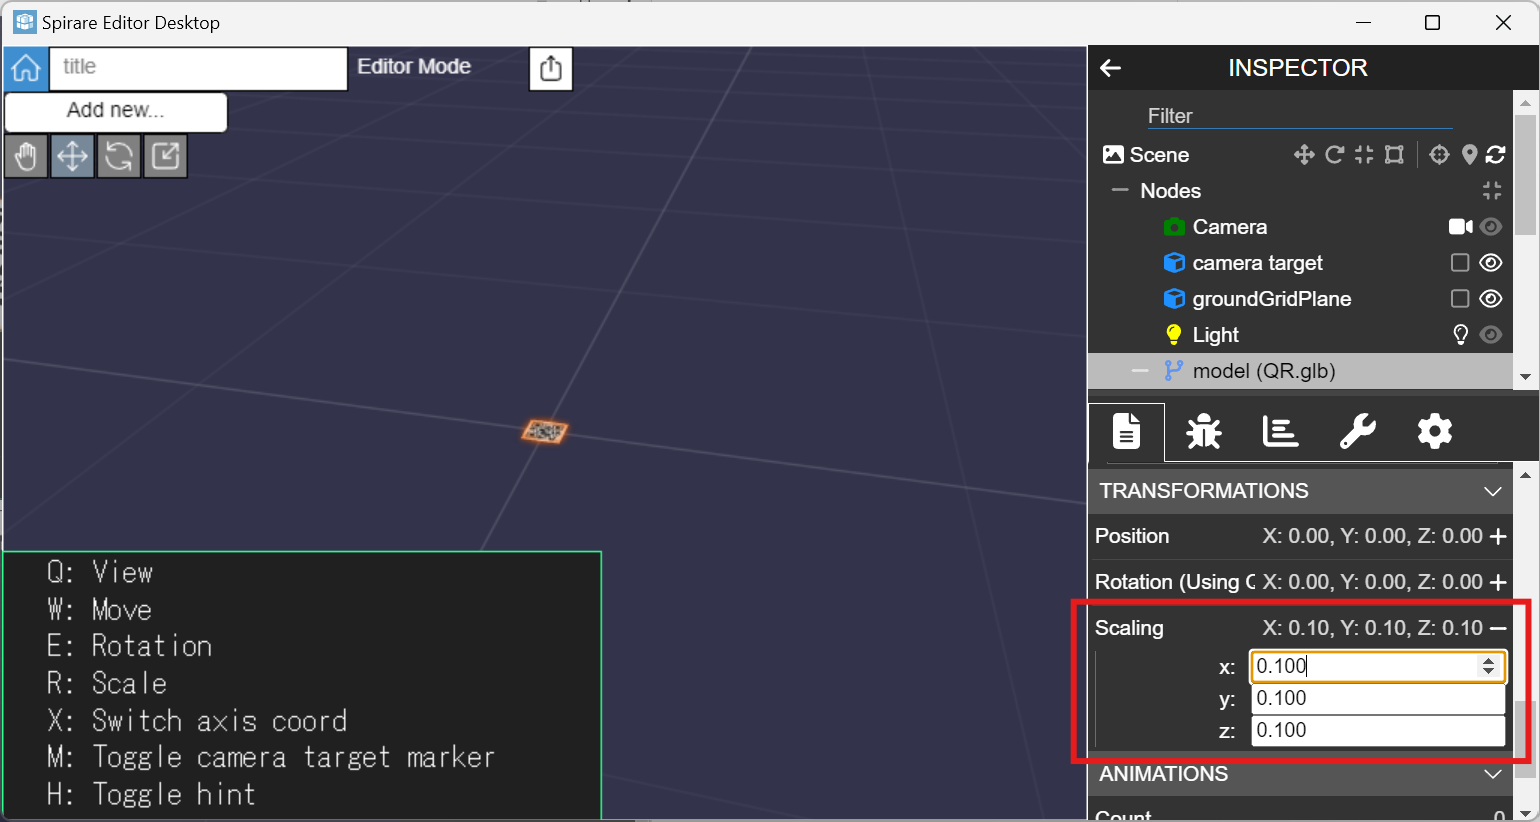 Spirare Editor Desktop
title
Editor Mode
Add new...
Q: View
W: Move
E: Rotation
R: Scale
X: Switch axis coord
M: Toggle camera target marker
H: Toggle hint
INSPECTOR
Filter
Scene
Nodes
Camera
camera target
groundGridPlane
Light
model (QR.glb)
TRANSFORMATIONS
Position X: 0.00, Y: 0.00, Z: 0.00
Rotation (Using X: 0.00, Y: 0.00, Z: 0.00
Scaling X: 0.10, Y: 0.10, Z: 0.10
x: 0.100
y: 0.100
z: 0.100
ANIMATIONS
Count 0